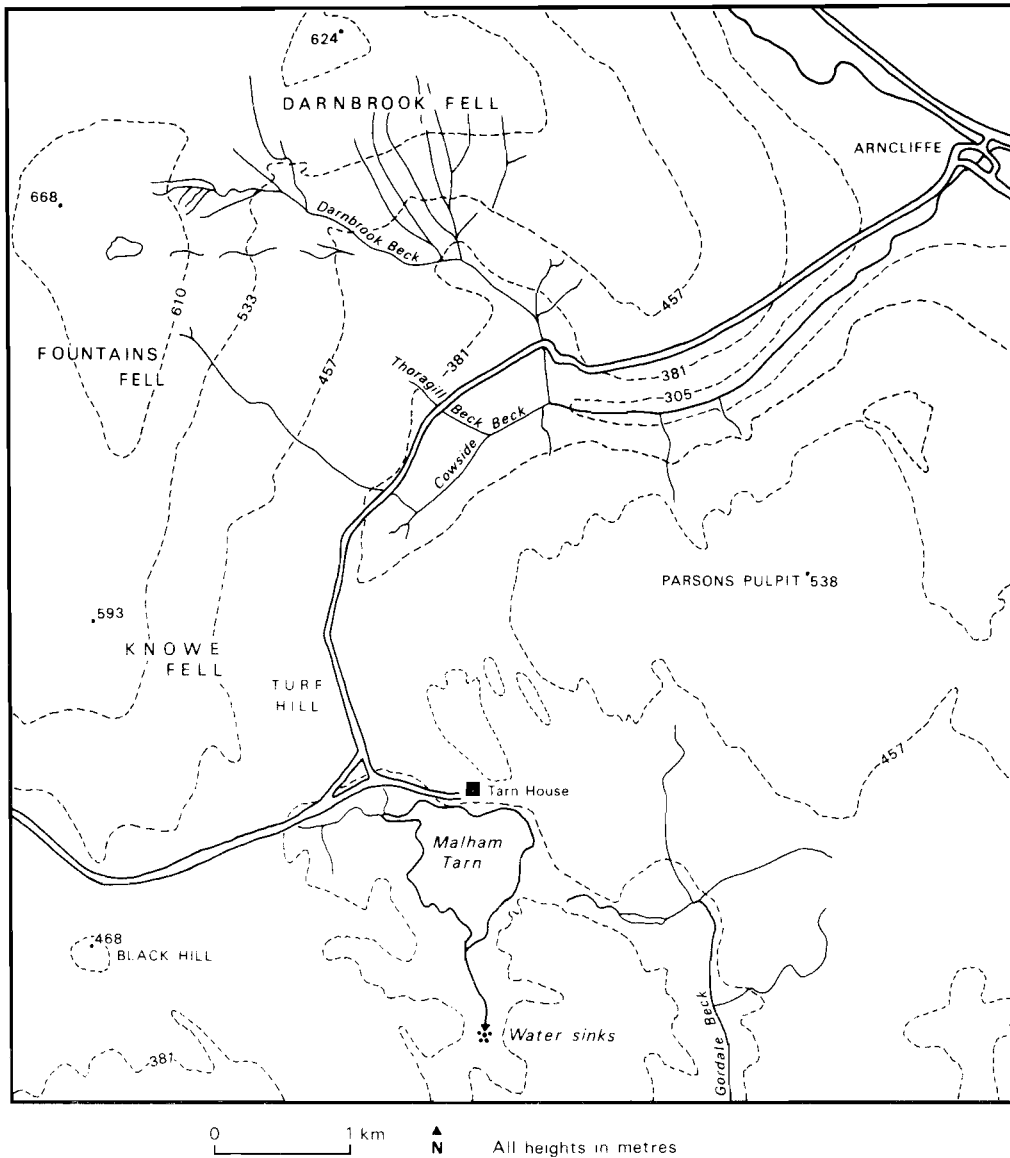 624
DARNBROOK FELL
ARNCLIFFE
668
Darnbrook Beck
457
610
533
457
381
FOUNTAINS
FELL
Thoragill Beck
381
305
Cowside Beck
PARSONS PULPIT 538
593
KNOWE
FELL
TURF
HILL
457
Tarn House
Malham
Tarn
468
BLACK HILL
Water sinks
Gordale Beck
381
0 1 km
N
All heights in metres